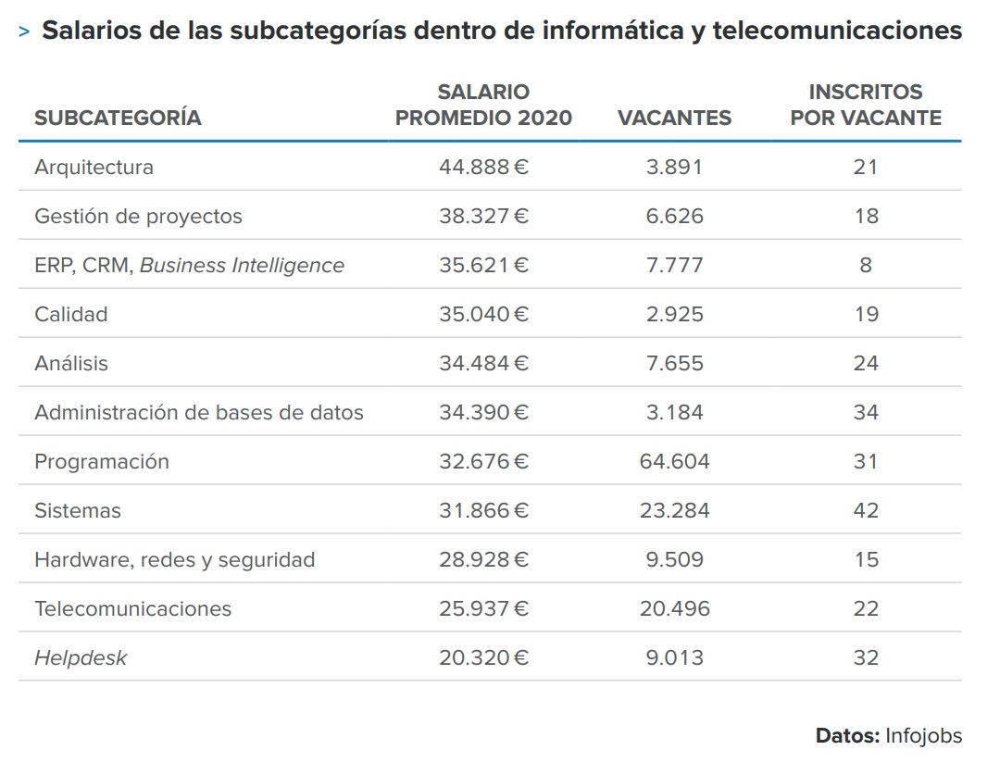 > Salarios de las subcategorías dentro de informática y telecomunicaciones
SUBCATEGORÍA SALARIO PROMEDIO 2020 VACANTES INSCRITOS POR VACANTE
Arquitectura 44.888 € 3.891 21
Gestión de proyectos 38.327 € 6.626 18
ERP, CRM, Business Intelligence 35.621 € 7.777 8
Calidad 35.040 € 2.925 19
Análisis 34.484 € 7.655 24
Administración de bases de datos 34.390 € 3.184 34
Programación 32.676 € 64.604 31
Sistemas 31.866 € 23.284 42
Hardware, redes y seguridad 28.928 € 9.509 15
Telecomunicaciones 25.937 € 20.496 22
Helpdesk 20.320 € 9.013 32
Datos: Infojobs